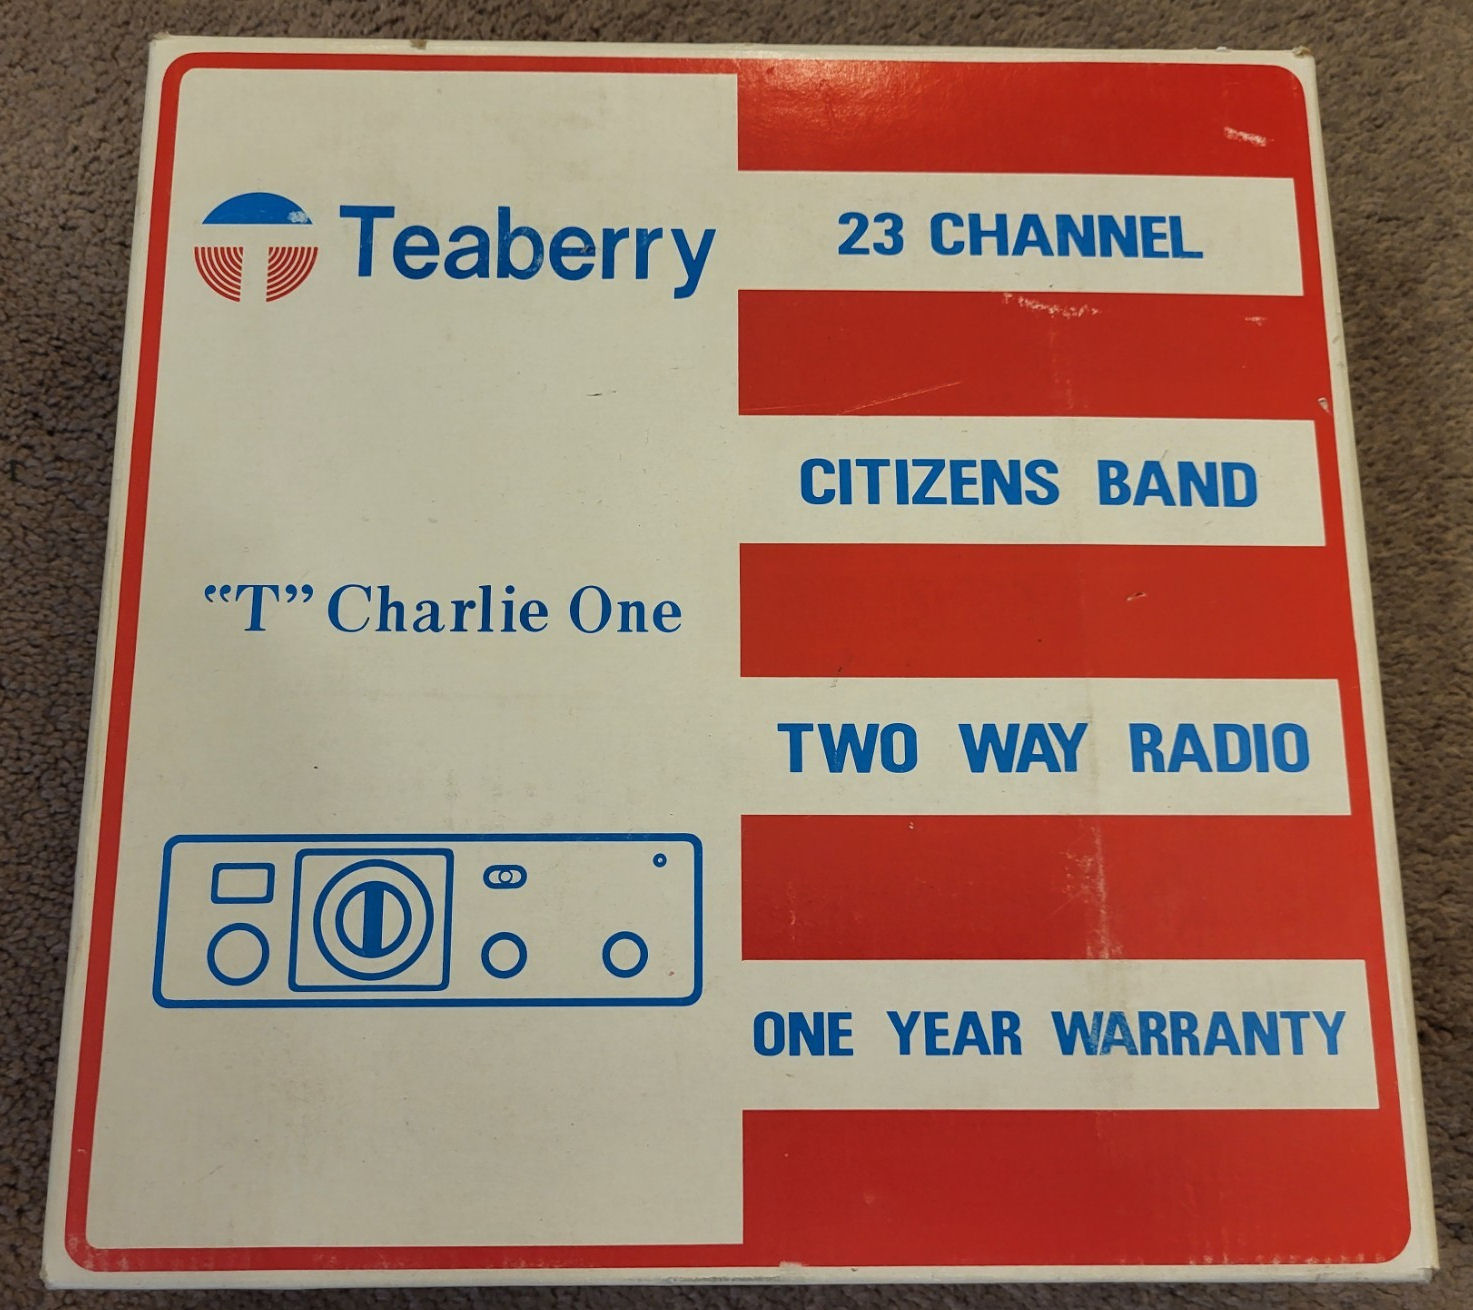 Teaberry
"T" Charlie One
23 CHANNEL
CITIZENS BAND
TWO WAY RADIO
ONE YEAR WARRANTY